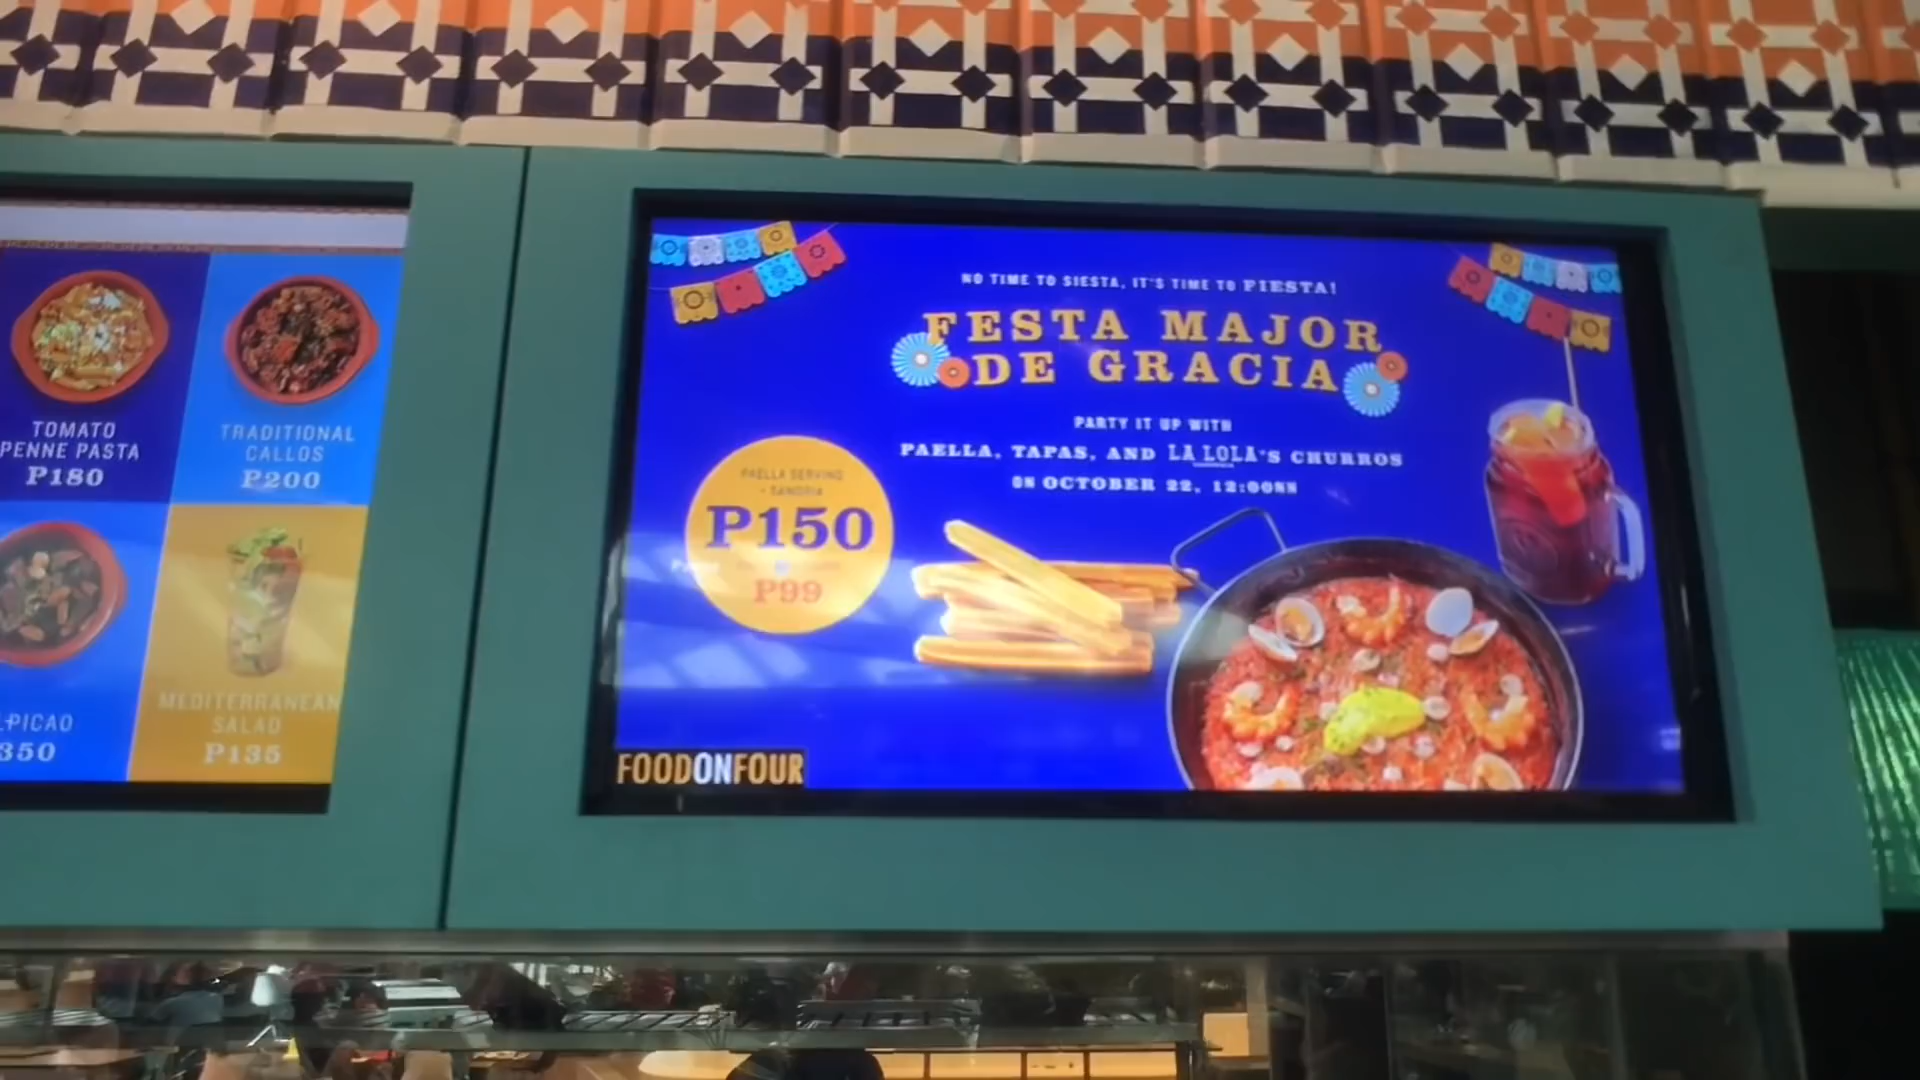 TOMATO
PENNE PASTA
P180
TRADITIONAL
CALLOS
P200
PICAO
350
MEDITERRANEAN
SALAD
P135
NO TIME TO SIESTA, IT'S TIME TO FIESTA!
FESTA MAJOR
DE GRACIA
PARTY IT UP WITH
PAELLA, TAPAS, AND LA LOLA'S CHURROS
ON OCTOBER 22, 12:00NN
PAELLA SERVING
+ SANGRIA
P150
P99
FOODONFOUR